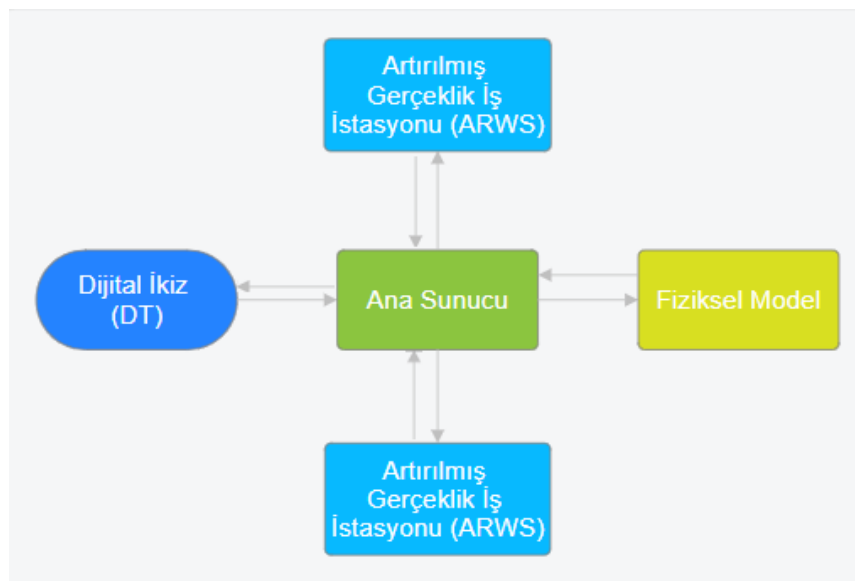 Artırılmış
Gerçeklik İş
İstasyonu (ARWS)
Dijital İkiz
(DT)
Ana Sunucu
Fiziksel Model
Artırılmış
Gerçeklik İş
İstasyonu (ARWS)